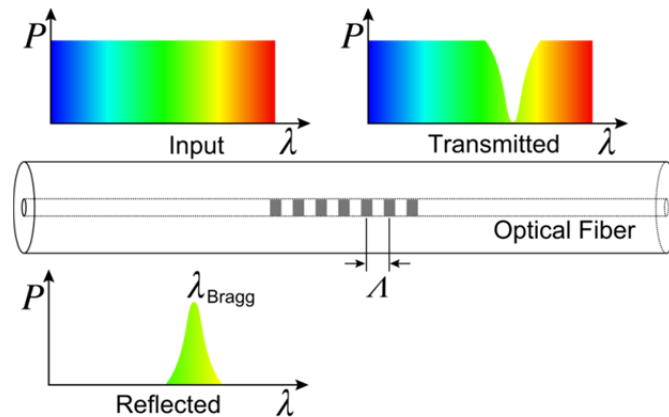 P
λ
Input
P
λ
Transmitted
Optical Fiber
Λ
P
λBragg
λ
Reflected